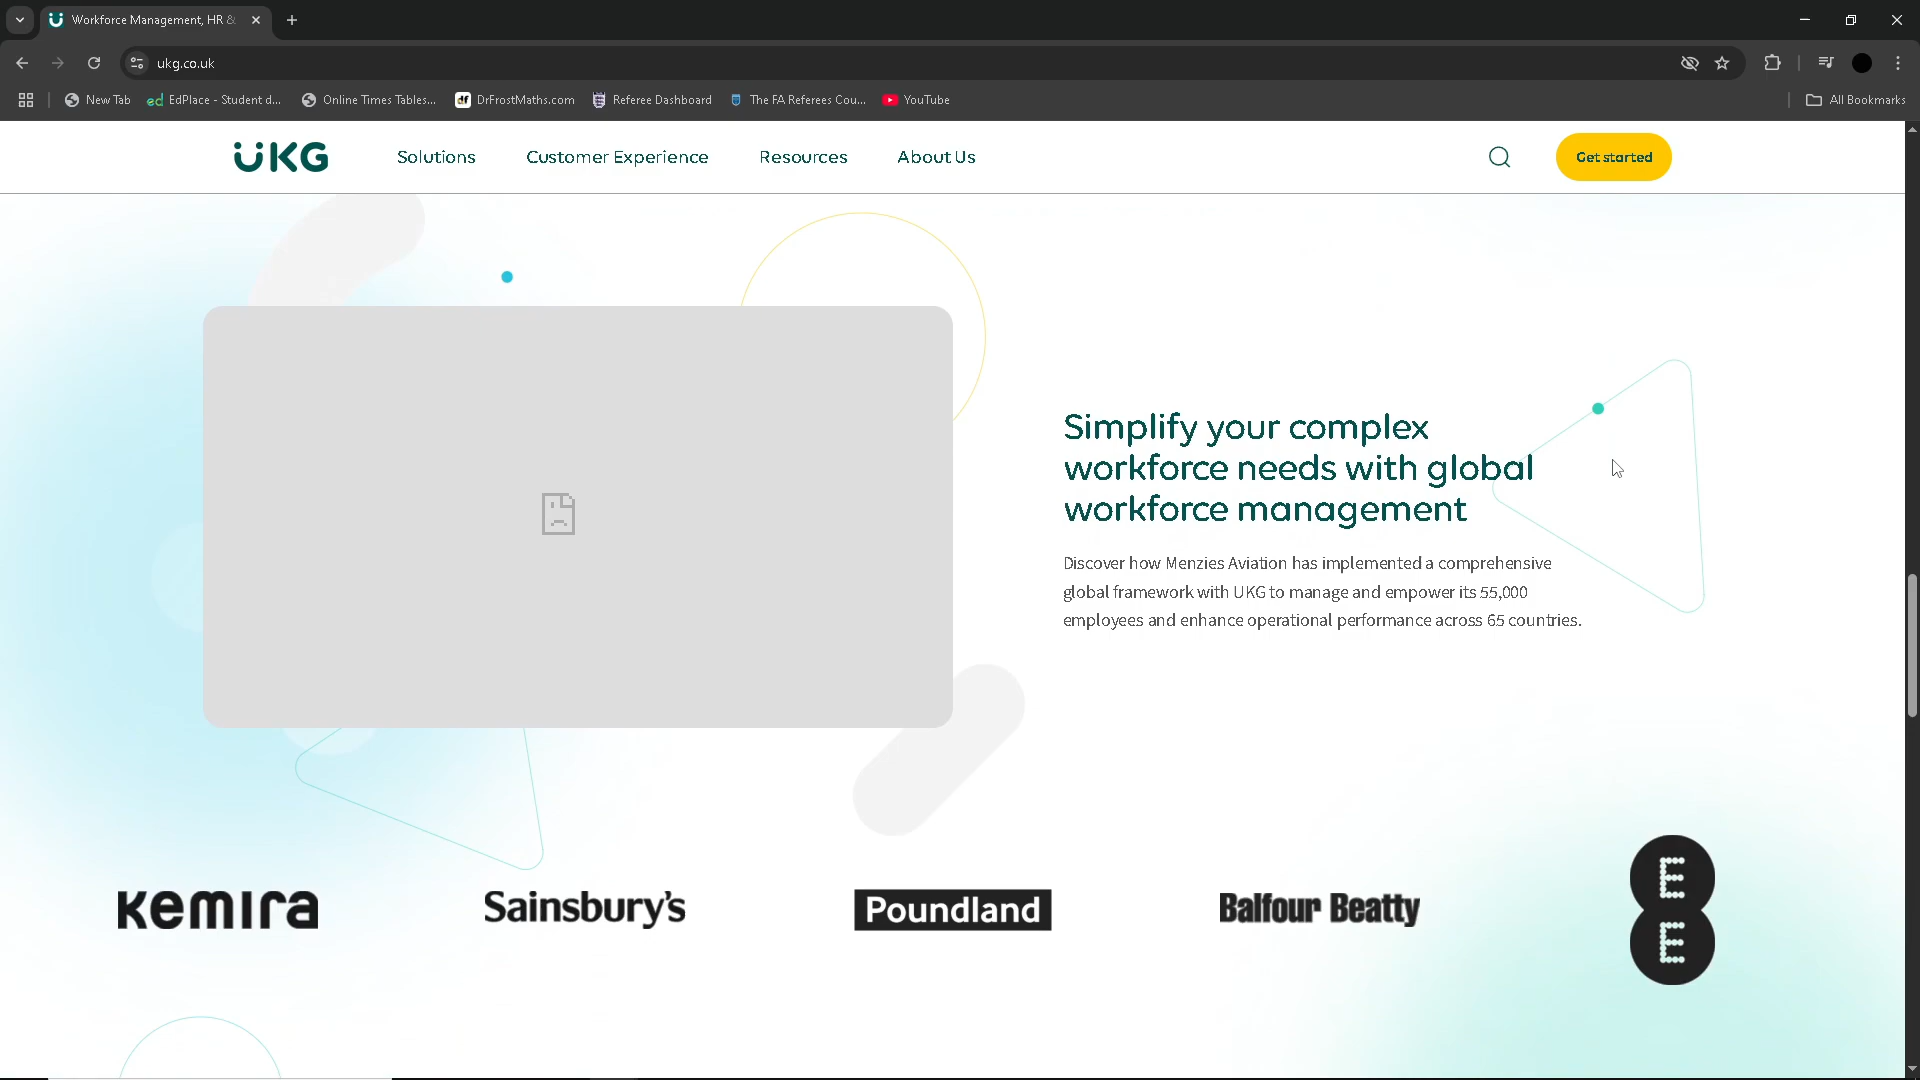 Workforce Management, HR &
ukg.co.uk
New Tab
EdPlace - Student d...
Online Times Tables...
DrFrostMaths.com
Referee Dashboard
The FA Referees Cou...
YouTube
All Bookmarks
UKG
Solutions
Customer Experience
Resources
About Us
Get started
Simplify your complex
workforce needs with global
workforce management
Discover how Menzies Aviation has implemented a comprehensive
global framework with UKG to manage and empower its 55,000
employees and enhance operational performance across 65 countries.
Kemira
Sainsbury's
Poundland
Balfour Beatty
E
E